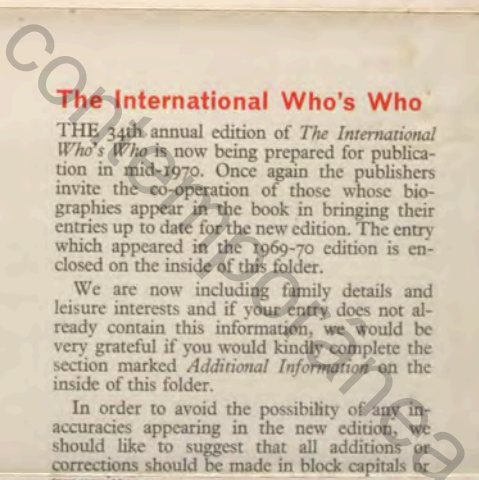 The International Who's Who
THE 34th annual edition of The International
Who's Who is now being prepared for publica-
tion in mid-1970. Once again the publishers
invite the co-operation of those whose bio-
graphies appear in the book in bringing their
entries up to date for the new edition. The entry
which appeared in the 1969-70 edition is en-
closed on the inside of this folder.
We are now including family details and
leisure interests and if your entry does not al-
ready contain this information, we would be
very grateful if you would kindly complete the
section marked Additional Information on the
inside of this folder.
In order to avoid the possibility of any in-
accuracies appearing in the new edition, we
should like to suggest that all additions or
corrections should be made in block capitals or
contemporánea